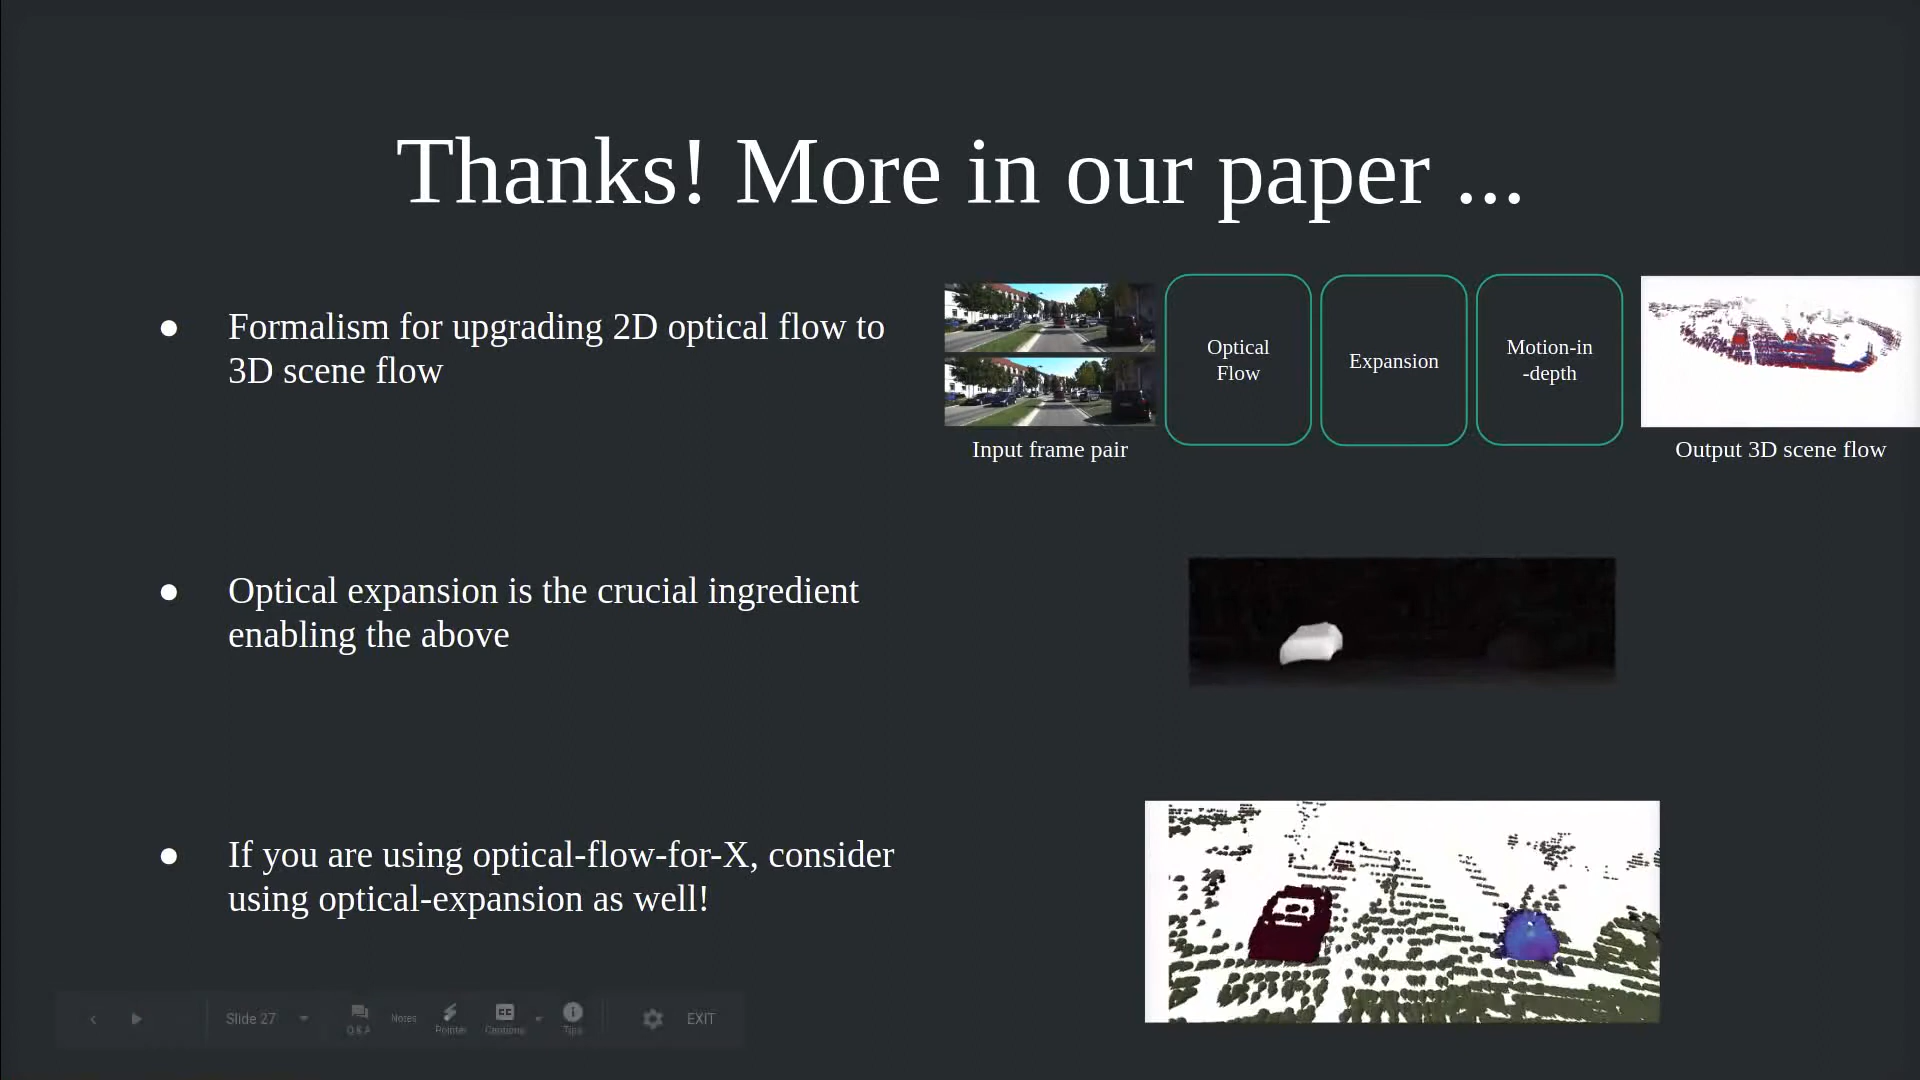 Thanks! More in our paper ...
● Formalism for upgrading 2D optical flow to
3D scene flow
Optical
Flow
Expansion
Motion-in
-depth
Input frame pair
Output 3D scene flow
● Optical expansion is the crucial ingredient
enabling the above
● If you are using optical-flow-for-X, consider
using optical-expansion as well!
Slide 27
Q & A
Notes
Pointer
CC
Captions
Tips
EXIT